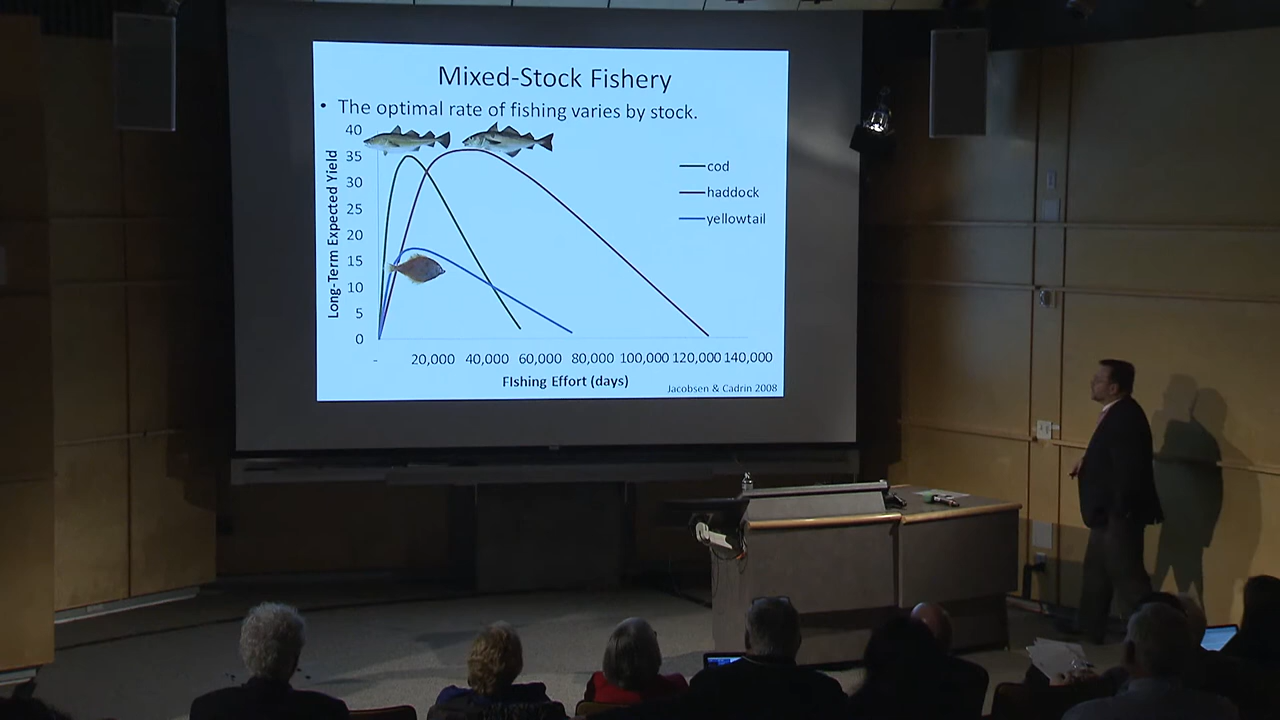 Mixed-Stock Fishery
• The optimal rate of fishing varies by stock.
Long-Term Expected Yield
40
35
30
25
20
15
10
5
0
cod
haddock
yellowtail
- 20,000 40,000 60,000 80,000 100,000 120,000 140,000
FIshing Effort (days)
Jacobsen & Cadrin 2008